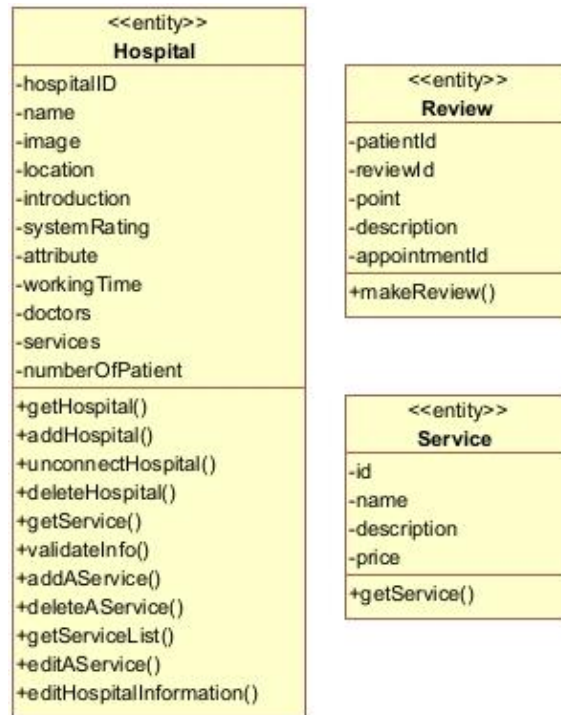 <<entity>>
Hospital
-hospitalID
-name
-image
-location
-introduction
-systemRating
-attribute
-workingTime
-doctors
-services
-numberOfPatient
+getHospital()
+addHospital()
+unconnectHospital()
+deleteHospital()
+getService()
+validateInfo()
+addAService()
+deleteAService()
+getServiceList()
+editAService()
+editHospitalInformation()
<<entity>>
Review
-patientId
-reviewId
-point
-description
-appointmentId
+makeReview()
<<entity>>
Service
-id
-name
-description
-price
+getService()